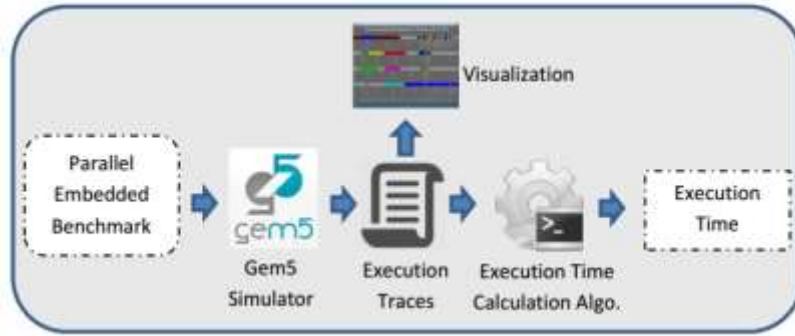 Visualization
Parallel
Embedded
Benchmark
gem5
Gem5
Simulator
Execution
Traces
>_
Execution Time
Calculation Algo.
Execution
Time